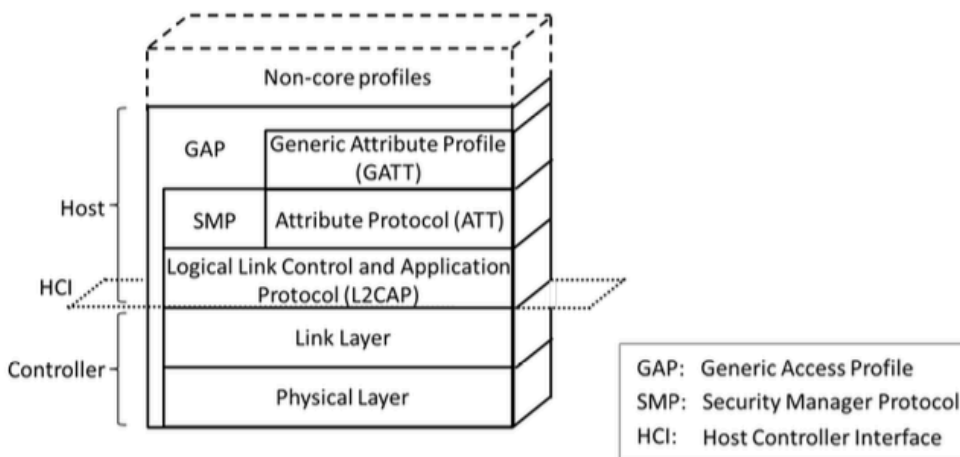 Non-core profiles
GAP
Generic Attribute Profile
(GATT)
Host
SMP
Attribute Protocol (ATT)
Logical Link Control and Application
Protocol (L2CAP)
HCI
Link Layer
Controller
Physical Layer
GAP: Generic Access Profile
SMP: Security Manager Protocol
HCI: Host Controller Interface